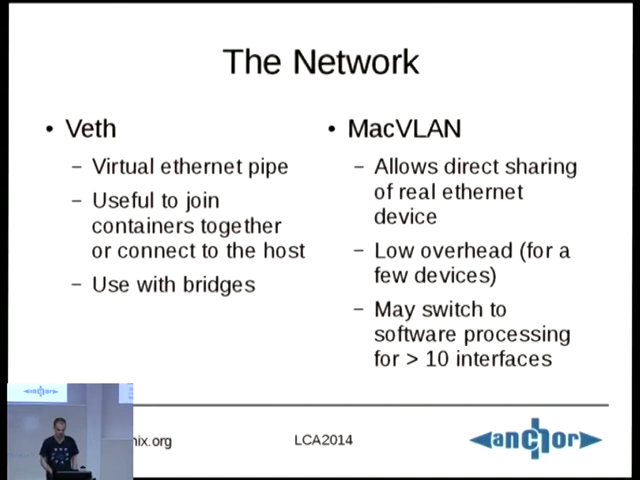 The Network
• Veth
– Virtual ethernet pipe
– Useful to join
containers together
or connect to the host
– Use with bridges
• MacVLAN
– Allows direct sharing
of real ethernet
device
– Low overhead (for a
few devices)
– May switch to
software processing
for > 10 interfaces
nix.org
LCA2014
anchor